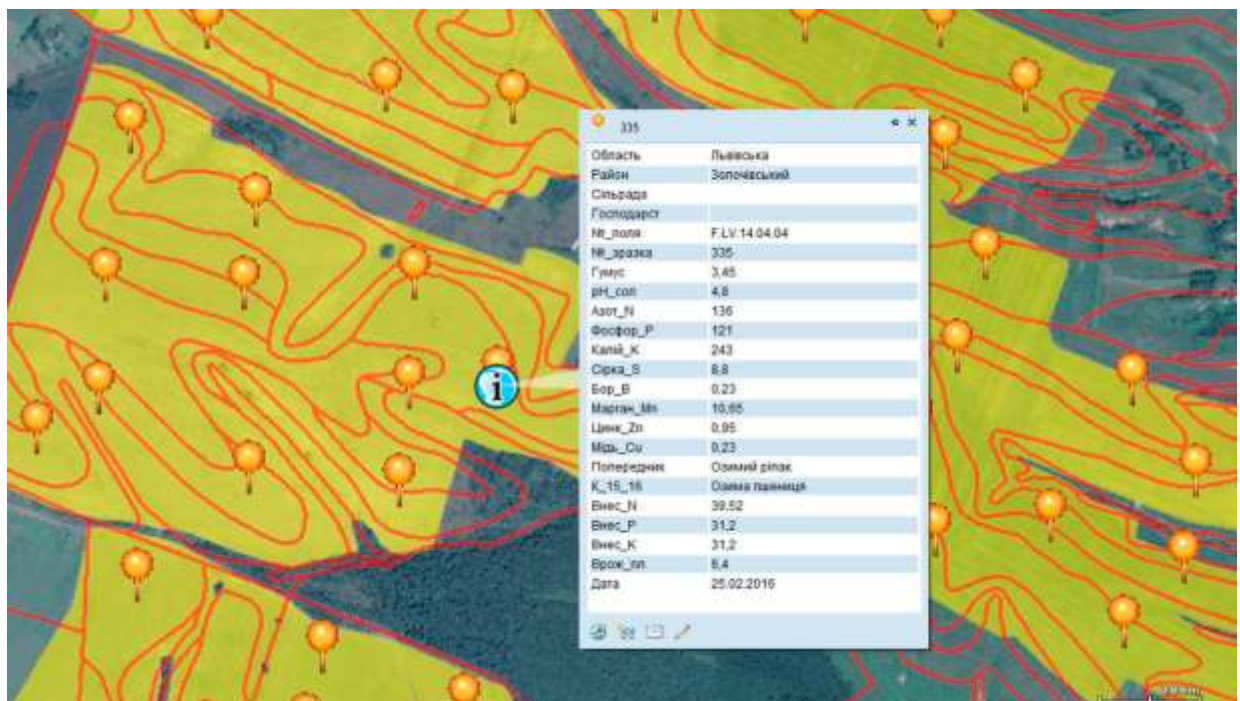 335
Область Львівська
Район Золочівський
Сільрада
Господарст
№_поля F.LV.14.04.04
№_зразка 335
Гумус 3,45
pH_сол 4,8
Азот_N 136
Фосфор_P 121
Калій_K 243
Сірка_S 8,8
Бор_B 0,23
Марган_Mn 10,65
Цинк_Zn 0,95
Мідь_Cu 0,23
Попередник Озимий ріпак
K_15_16 Озима пшениця
Внес_N 39,52
Внес_P 31,2
Внес_K 31,2
Врож_пл 6,4
Дата 25.02.2016